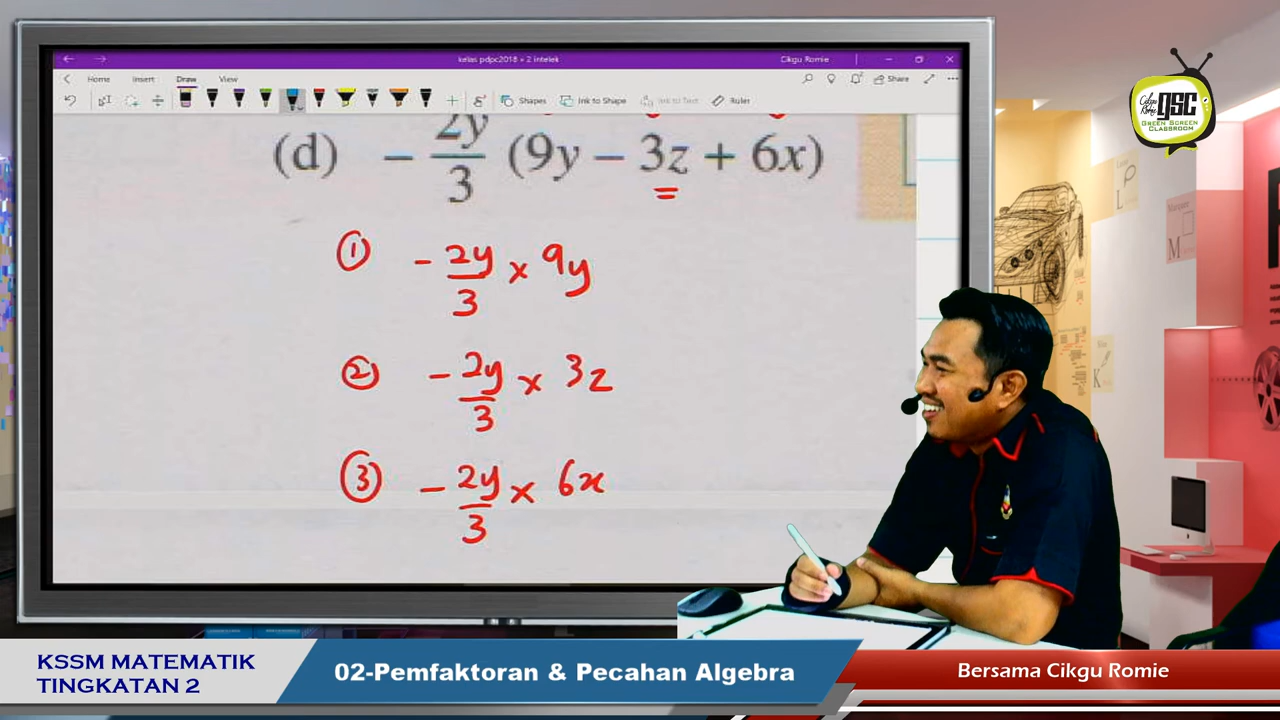 kelas pdpc2018 + 2 intelek
Cikgu Romie
Home Insert Draw View
Share
Shapes Ink to Shape Ink to Text Ruler
(d) - 2y/3 (9y - 3z + 6x)
① - 2y/3 × 9y
② - 2y/3 × 3z
③ - 2y/3 × 6x
Cikgu Romie GSC
GREEN SCREEN
CLASSROOM
L
M
K
KSSM MATEMATIK
TINGKATAN 2
02-Pemfaktoran & Pecahan Algebra
Bersama Cikgu Romie